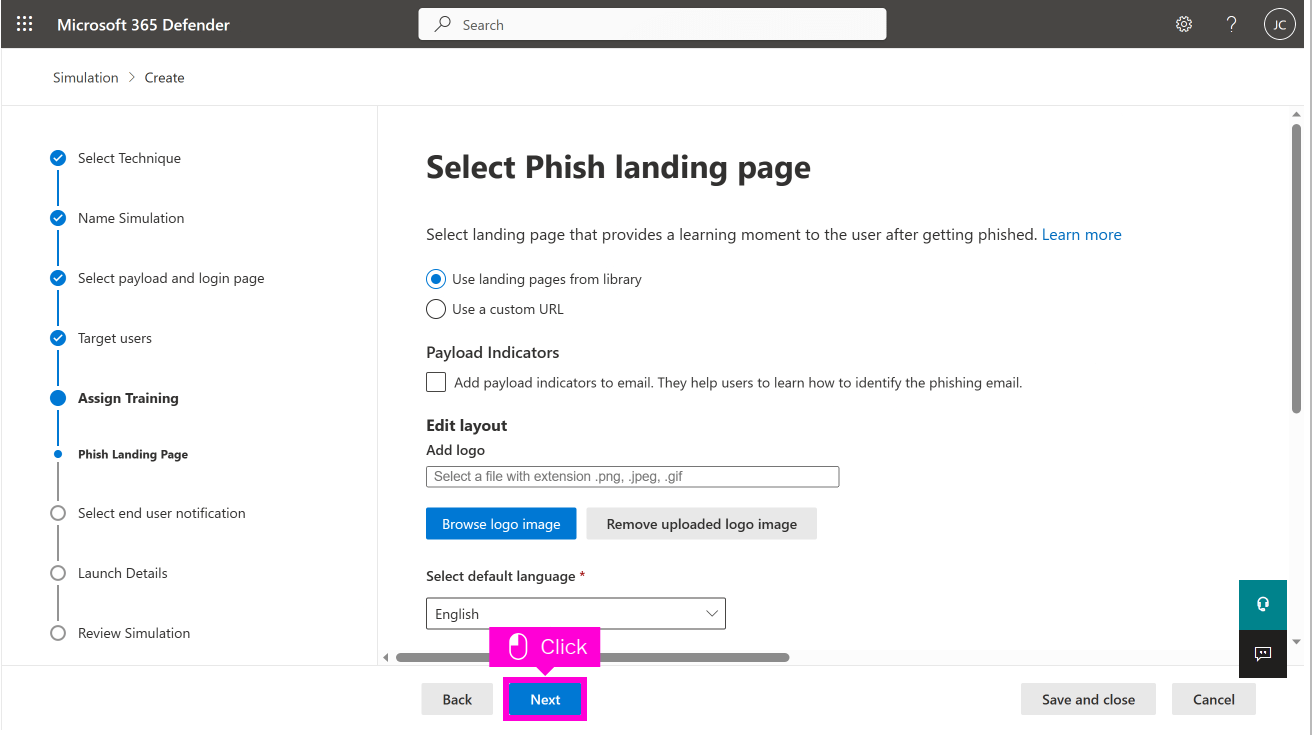 Microsoft 365 Defender
Search
?
JC
Simulation > Create
Select Technique
Name Simulation
Select payload and login page
Target users
Assign Training
Phish Landing Page
Select end user notification
Launch Details
Review Simulation
Select Phish landing page
Select landing page that provides a learning moment to the user after getting phished. Learn more
Use landing pages from library
Use a custom URL
Payload Indicators
Add payload indicators to email. They help users to learn how to identify the phishing email.
Edit layout
Add logo
Select a file with extension .png, .jpeg, .gif
Browse logo image
Remove uploaded logo image
Select default language *
English
Click
Back
Next
Save and close
Cancel